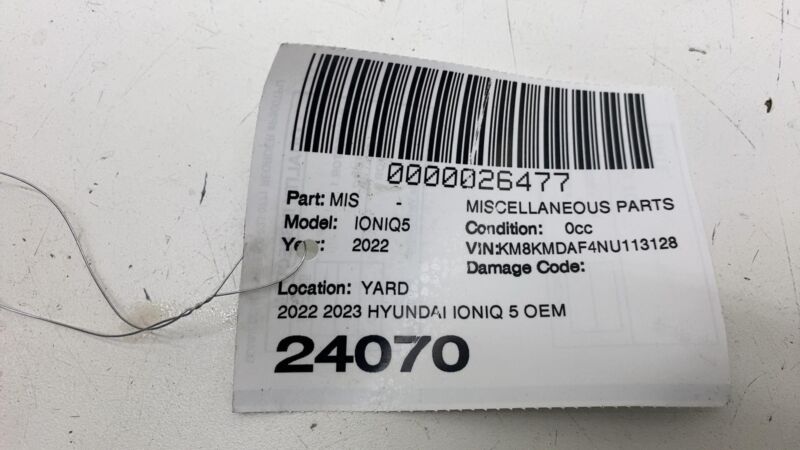 0000026477
Part: MIS - MISCELLANEOUS PARTS
Model: IONIQ5 Condition: 0cc
Year: 2022 VIN:KM8KMDAF4NU113128
Damage Code:
Location: YARD
2022 2023 HYUNDAI IONIQ 5 OEM
24070